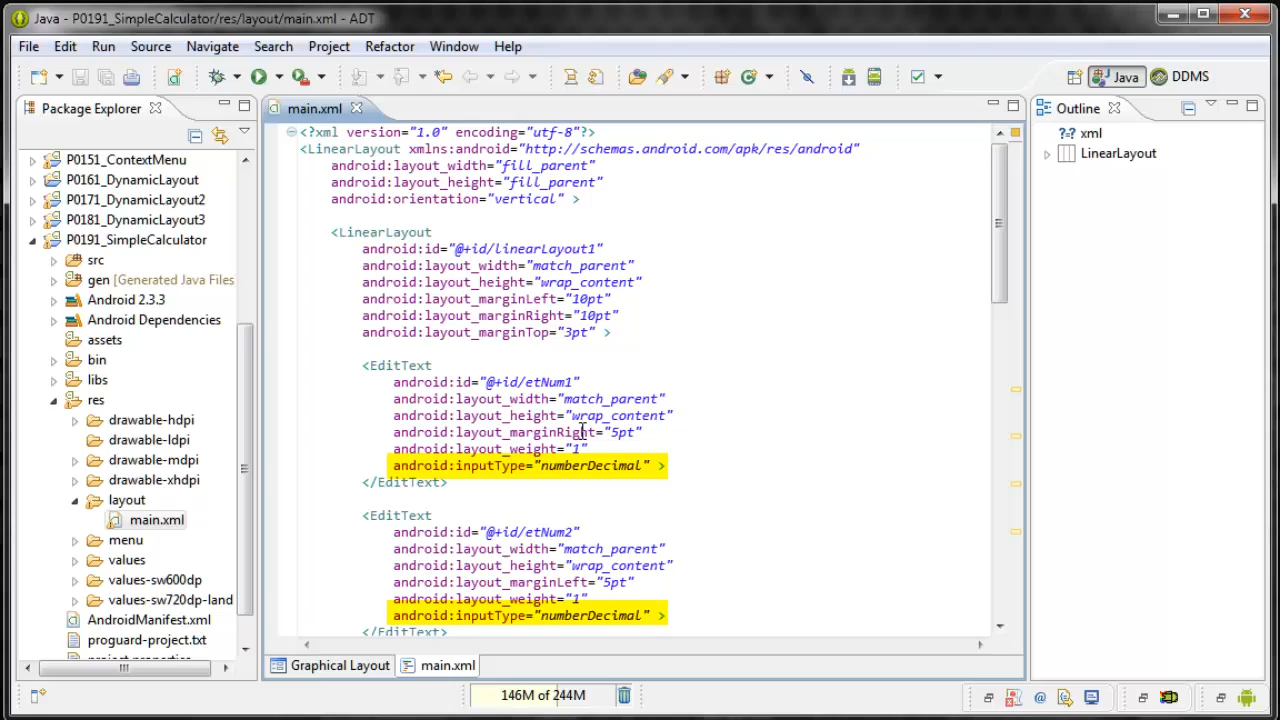 Java - P0191_SimpleCalculator/res/layout/main.xml - ADT
File Edit Run Source Navigate Search Project Refactor Window Help
Java DDMS
Package Explorer
P0151_ContextMenu
P0161_DynamicLayout
P0171_DynamicLayout2
P0181_DynamicLayout3
P0191_SimpleCalculator
src
gen [Generated Java Files
Android 2.3.3
Android Dependencies
assets
bin
libs
res
drawable-hdpi
drawable-ldpi
drawable-mdpi
drawable-xhdpi
layout
main.xml
menu
values
values-sw600dp
values-sw720dp-land
AndroidManifest.xml
proguard-project.txt
project.properties
main.xml
<?xml version="1.0" encoding="utf-8"?>
<LinearLayout xmlns:android="http://schemas.android.com/apk/res/android"
android:layout_width="fill_parent"
android:layout_height="fill_parent"
android:orientation="vertical" >
<LinearLayout
android:id="@+id/linearLayout1"
android:layout_width="match_parent"
android:layout_height="wrap_content"
android:layout_marginLeft="10pt"
android:layout_marginRight="10pt"
android:layout_marginTop="3pt" >
<EditText
android:id="@+id/etNum1"
android:layout_width="match_parent"
android:layout_height="wrap_content"
android:layout_marginRight="5pt"
android:layout_weight="1"
android:inputType="numberDecimal" >
</EditText>
<EditText
android:id="@+id/etNum2"
android:layout_width="match_parent"
android:layout_height="wrap_content"
android:layout_marginLeft="5pt"
android:layout_weight="1"
android:inputType="numberDecimal" >
</EditText>
Graphical Layout main.xml
Outline
xml
LinearLayout
146M of 244M